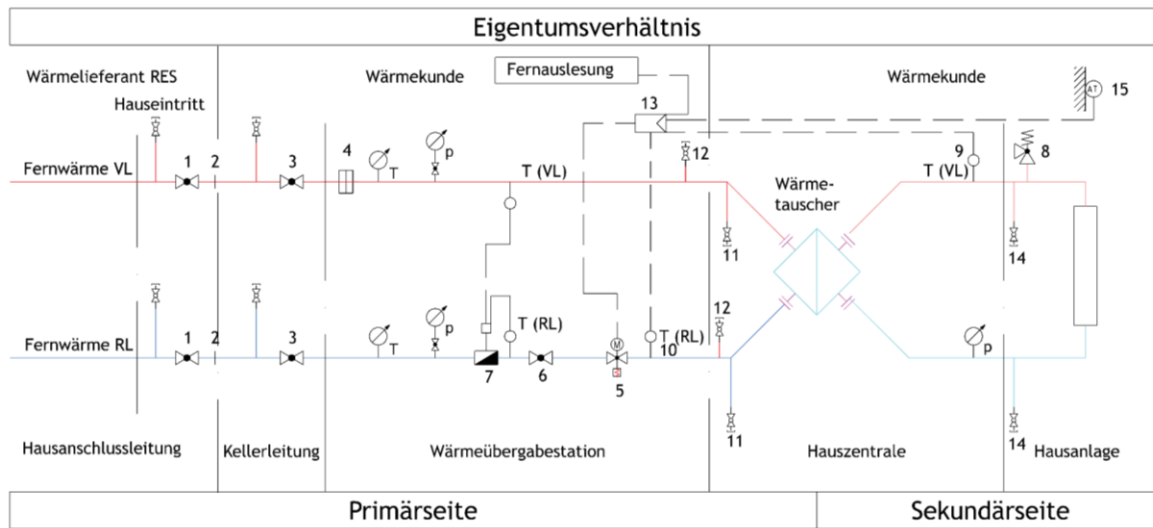 Eigentumsverhältnis
Wärmelieferant RES
Wärmekunde
Fernauslesung
Wärmekunde
AT
15
Hauseintritt
13
4
T
p
12
9
8
1
2
3
Fernwärme VL
T (VL)
T (VL)
Wärme-
tauscher
11
14
12
T
p
T (RL)
M
T (RL)
10
p
1
2
3
Fernwärme RL
7
6
5
11
14
Hausanschlussleitung
Kellerleitung
Wärmeübergabestation
Hauszentrale
Hausanlage
Primärseite
Sekundärseite